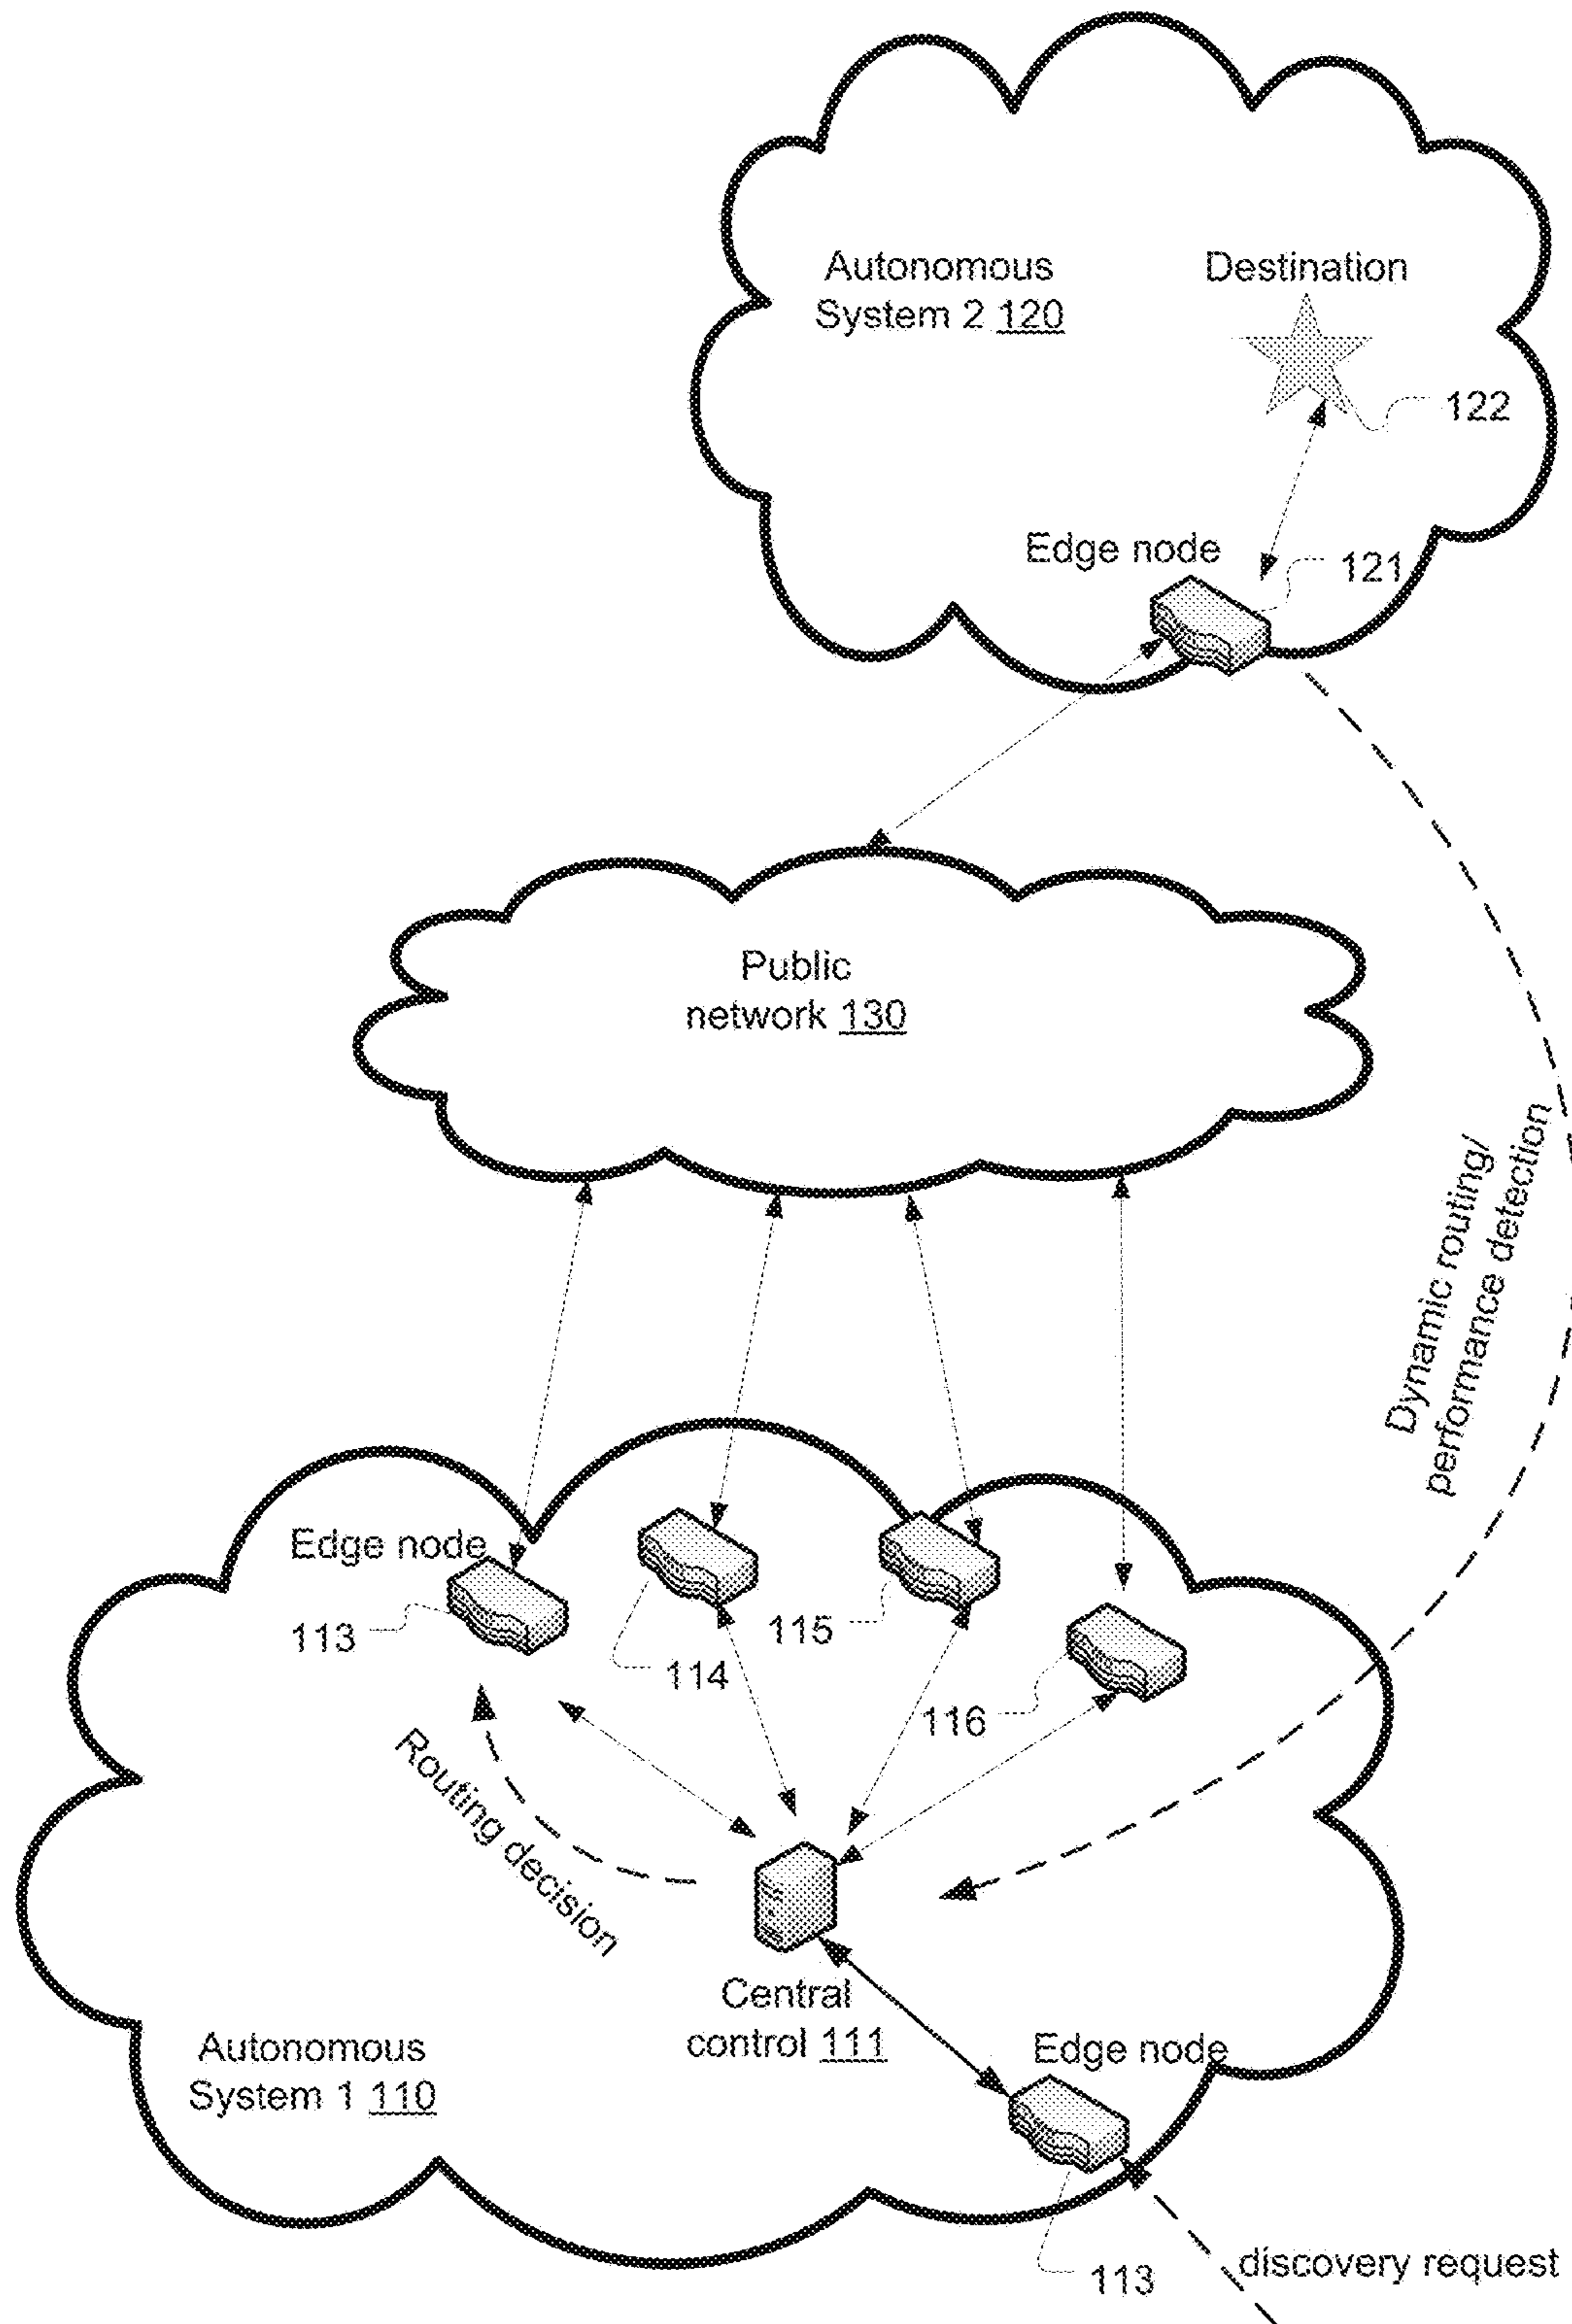 Autonomous
System 2 120
Destination
122
Edge node
121
Public
network 130
Dynamic routing/
performance detection
Edge node
113
114
115
116
Routing decision
Central
control 111
Autonomous
System 1 110
Edge node
113
discovery request